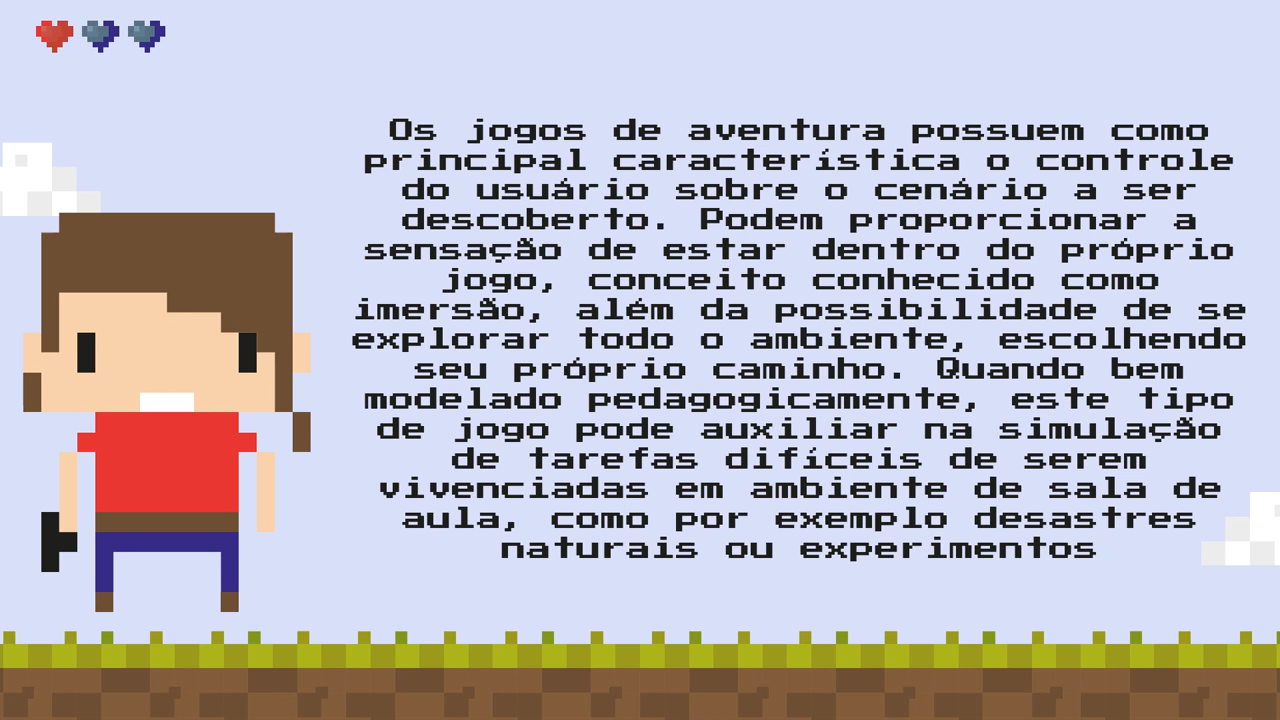 Os jogos de aventura possuem como
principal característica o controle
do usuário sobre o cenário a ser
descoberto. Podem proporcionar a
sensação de estar dentro do próprio
jogo, conceito conhecido como
imersão, além da possibilidade de se
explorar todo o ambiente, escolhendo
seu próprio caminho. Quando bem
modelado pedagogicamente, este tipo
de jogo pode auxiliar na simulação
de tarefas difíceis de serem
vivenciadas em ambiente de sala de
aula, como por exemplo desastres
naturais ou experimentos